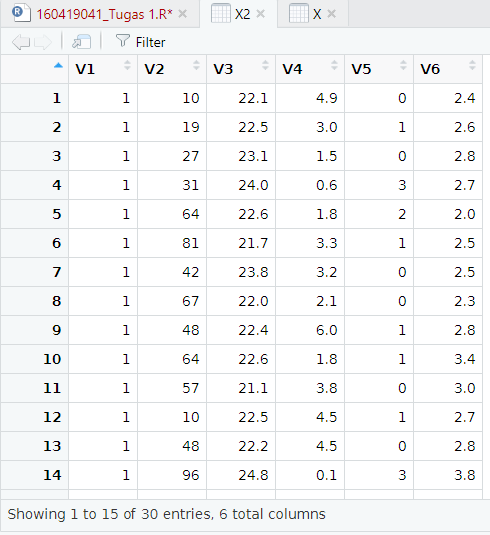 160419041_Tugas 1.R* X2 X
Filter
V1 V2 V3 V4 V5 V6
1 1 10 22.1 4.9 0 2.4
2 1 19 22.5 3.0 1 2.6
3 1 27 23.1 1.5 0 2.8
4 1 31 24.0 0.6 3 2.7
5 1 64 22.6 1.8 2 2.0
6 1 81 21.7 3.3 1 2.5
7 1 42 23.8 3.2 0 2.5
8 1 67 22.0 2.1 0 2.3
9 1 48 22.4 6.0 1 2.8
10 1 64 22.6 1.8 1 3.4
11 1 57 21.1 3.8 0 3.0
12 1 10 22.5 4.5 1 2.7
13 1 48 22.2 4.5 0 2.8
14 1 96 24.8 0.1 3 3.8
Showing 1 to 15 of 30 entries, 6 total columns